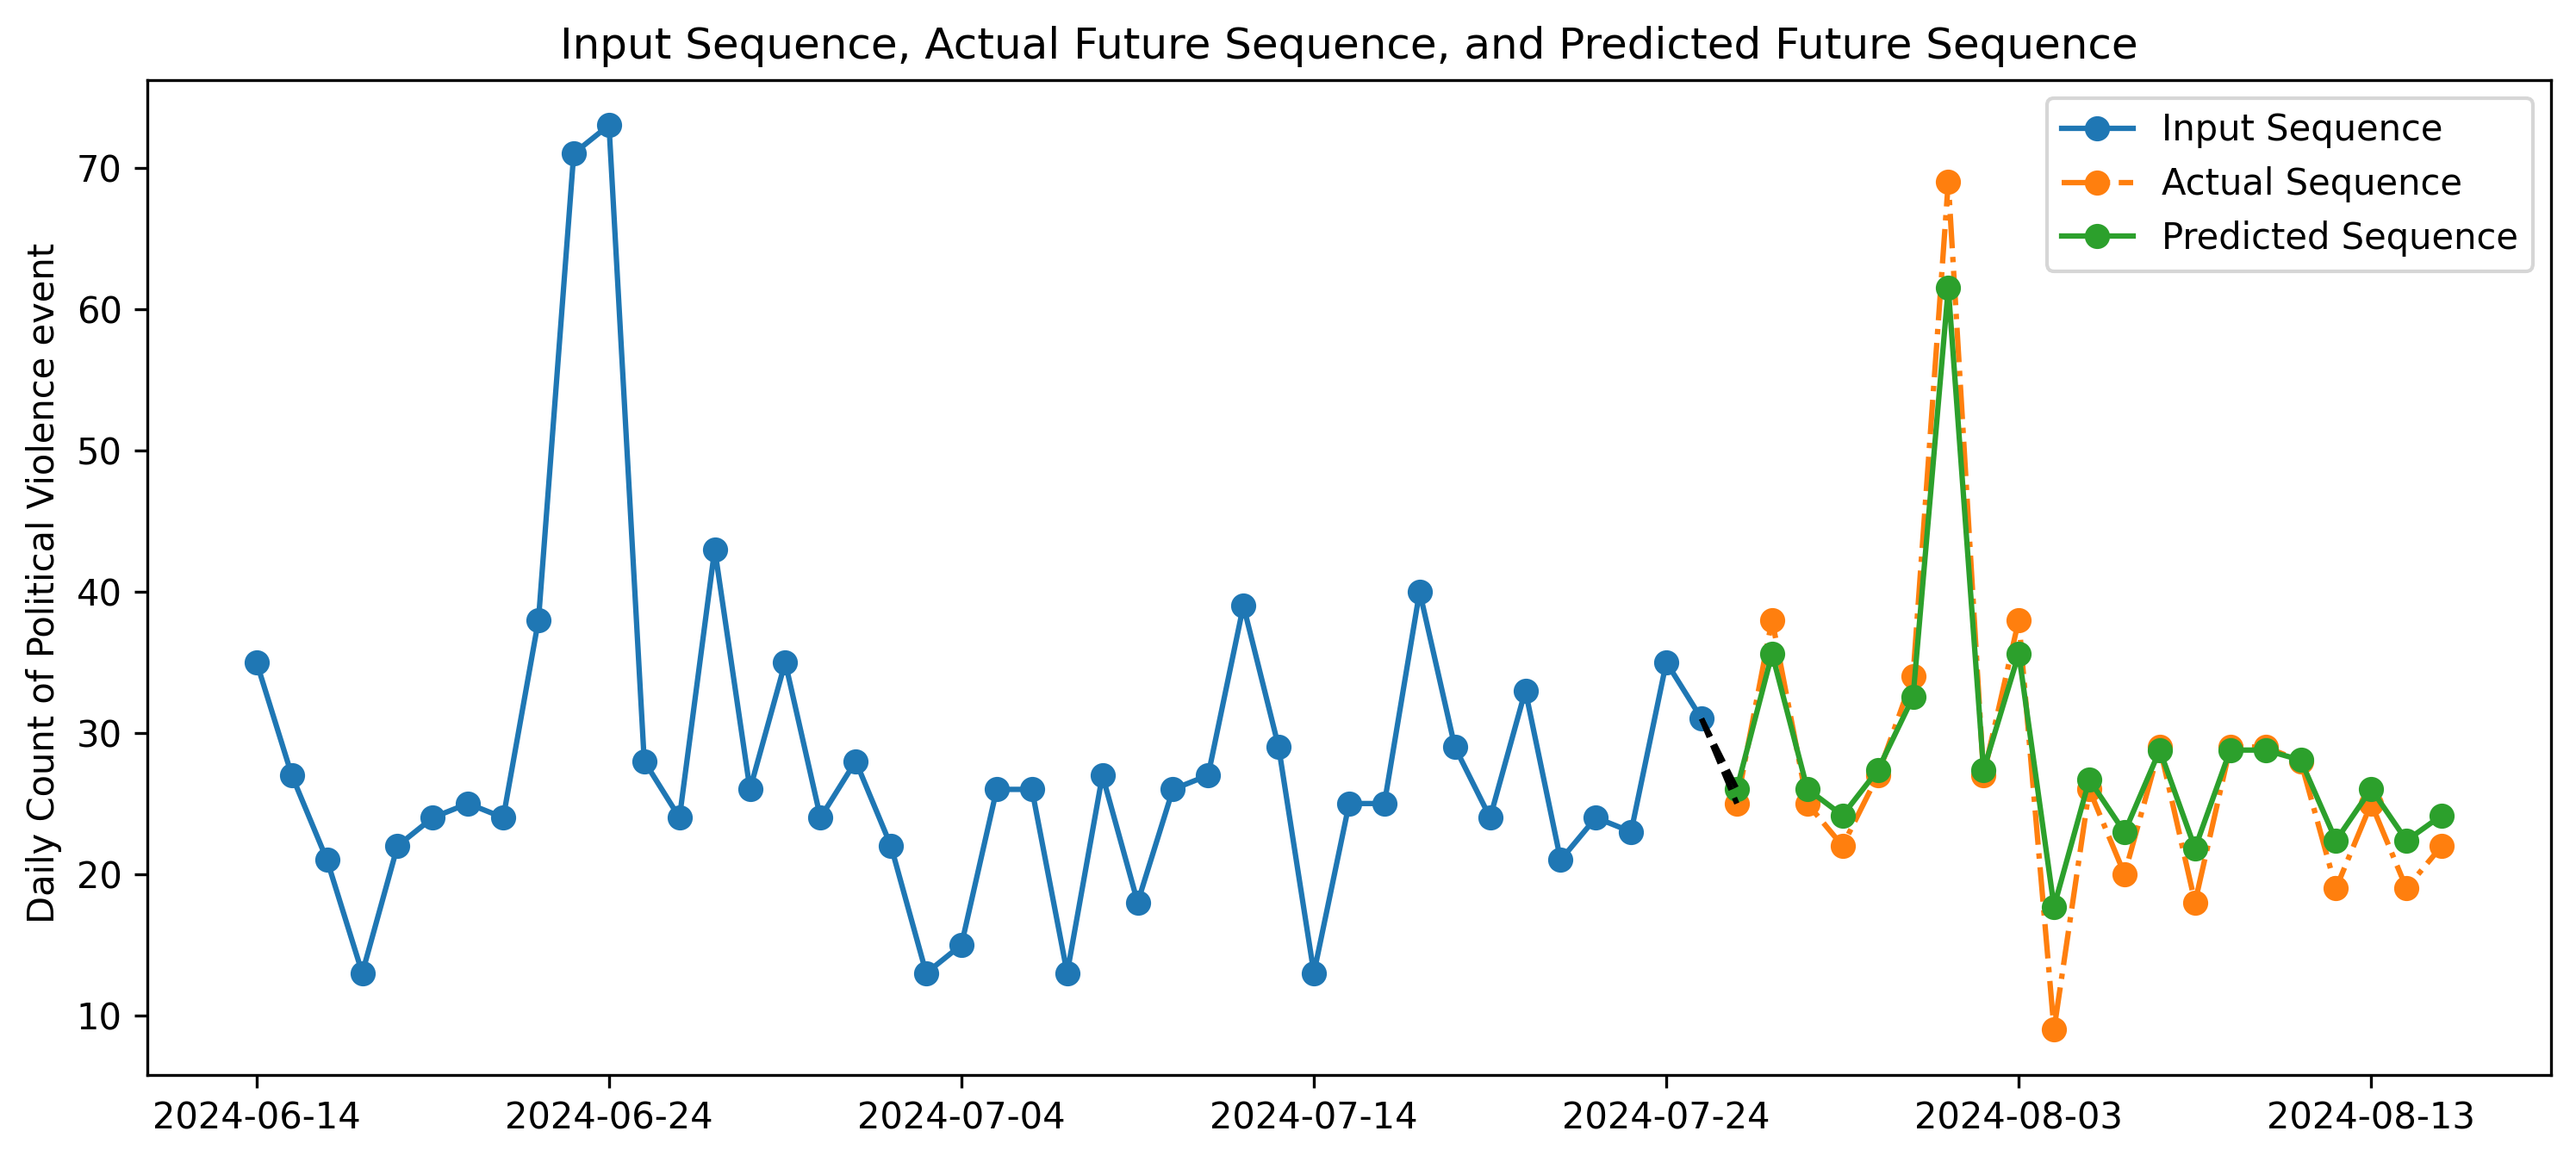 Input Sequence, Actual Future Sequence, and Predicted Future Sequence
Daily Count of Political Violence event
70
60
50
40
30
20
10
Input Sequence
Actual Sequence
Predicted Sequence
2024-06-14
2024-06-24
2024-07-04
2024-07-14
2024-07-24
2024-08-03
2024-08-13